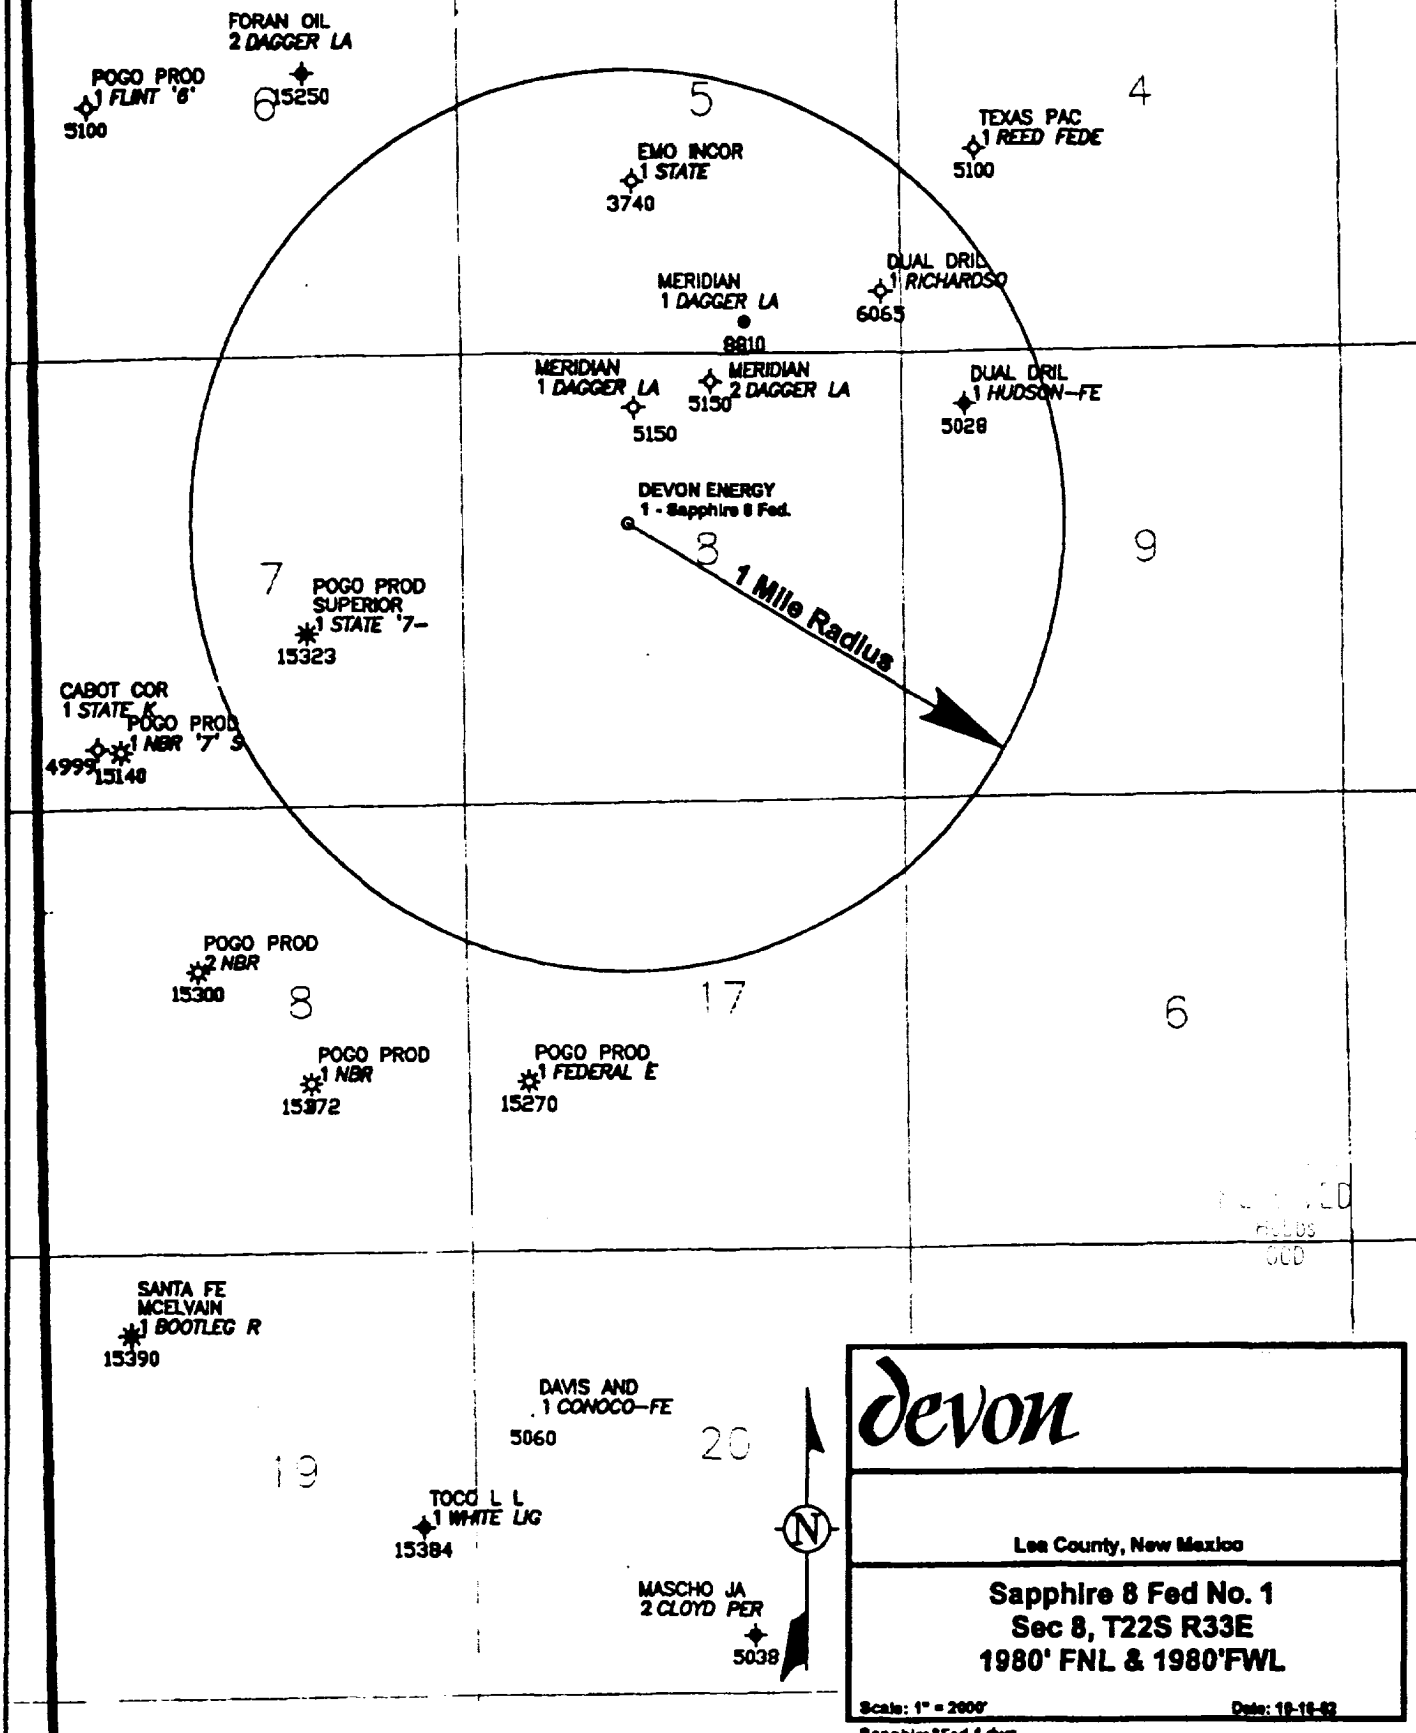 FORAN OIL
2 DAGGER LA
15250
POGO PROD
1 FLINT '6'
5100
6
5
4
TEXAS PAC
1 REED FEDE
5100
EMO INCOR
1 STATE
3740
DUAL DRIL
1 RICHARDSO
6065
MERIDIAN
1 DAGGER LA
8810
MERIDIAN
1 DAGGER LA
5150
MERIDIAN
2 DAGGER LA
5150
DUAL DRIL
1 HUDSON-FE
5028
DEVON ENERGY
1 - Sapphire 8 Fed.
8
9
1 Mile Radius
7
POGO PROD
SUPERIOR
1 STATE '7-
15323
CABOT COR
1 STATE K
4999
POGO PROD
1 NBR '7' S
15140
POGO PROD
2 NBR
15300
8
17
6
POGO PROD
1 NBR
POGO PROD
1 FEDERAL E
15270
OCD
SANTA FE
MCELVAIN
1 BOOTLEG R
15390
DAVIS AND
1 CONOCO-FE
5060
20
19
TOCO L L
1 WHITE LIG
15384
MASCHO JA
2 CLOYD PER
5038
N
devon
Lea County, New Mexico
Sapphire 8 Fed No. 1
Sec 8, T22S R33E
1980' FNL & 1980'FWL
Scale: 1" = 2000'
Date: